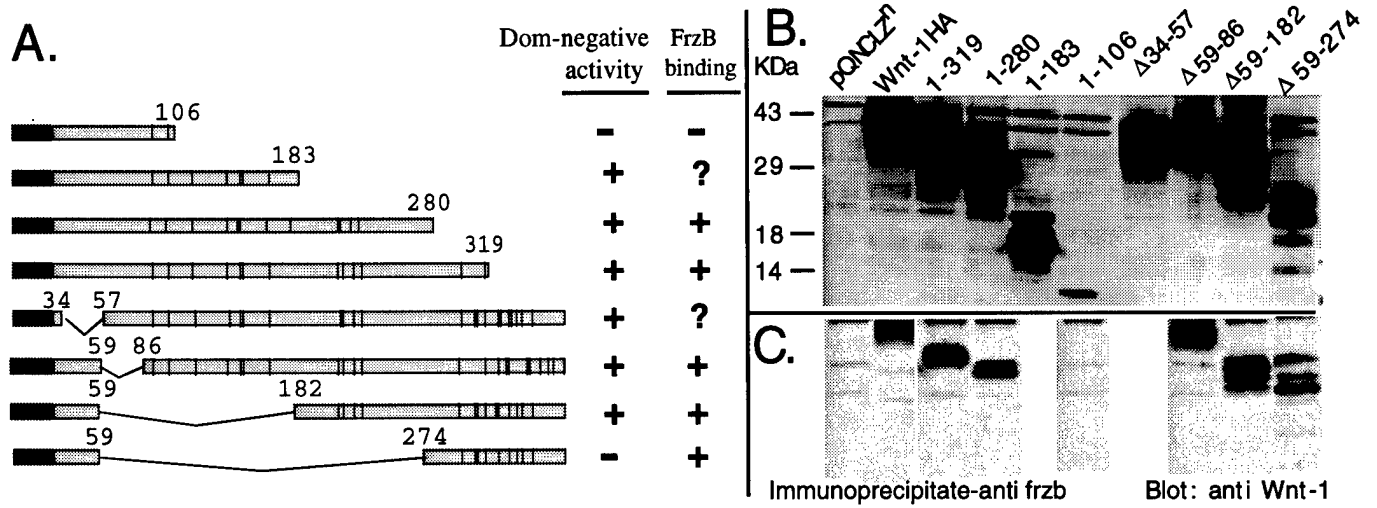 A.
Dom-negative activity
FrzB binding
106
- -
183
+ ?
280
+ +
319
+ +
34 57
+ ?
59 86
+ +
59 182
+ +
59 274
- +
B.
KDa
pQNCLZn
Wnt-1HA
1-319
1-280
1-183
1-106
Δ34-57
Δ59-86
Δ59-182
Δ59-274
43
29
18
14
C.
Immunoprecipitate-anti frzb
Blot: anti Wnt-1